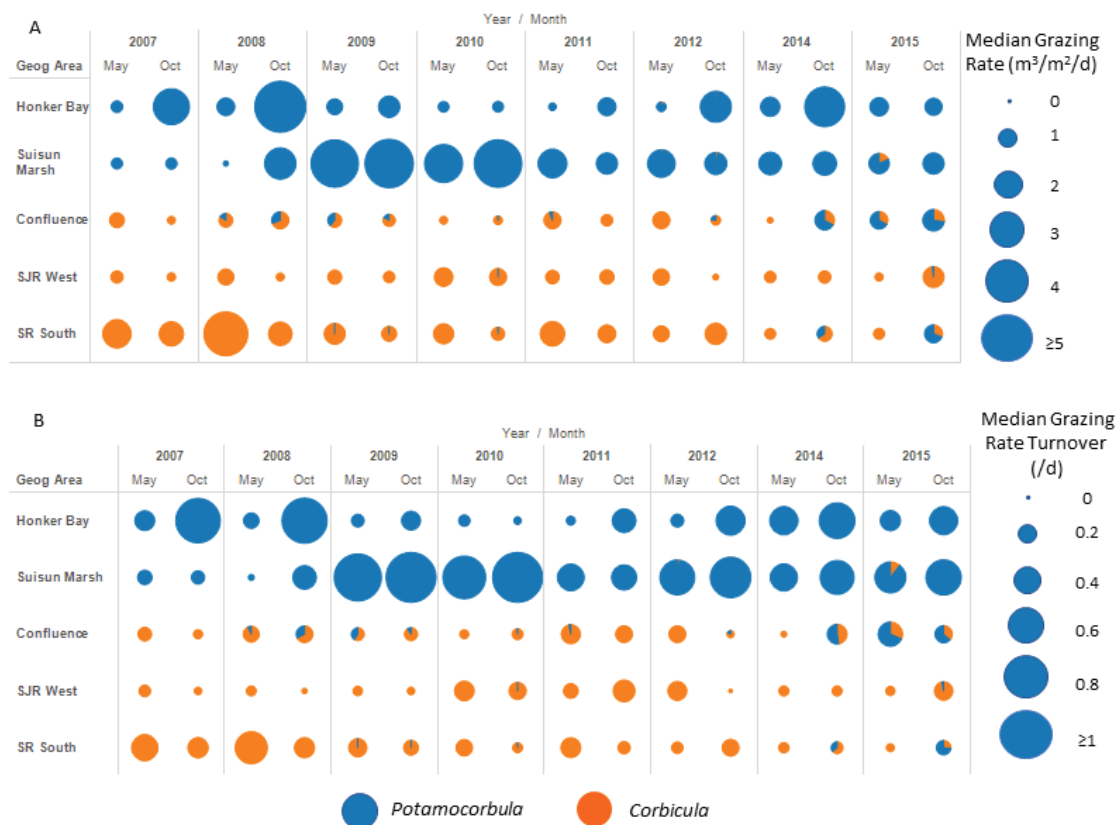 A
Year / Month
2007 2008 2009 2010 2011 2012 2014 2015
Geog Area May Oct May Oct May Oct May Oct May Oct May Oct May Oct May Oct
Honker Bay
Suisun
Marsh
Confluence
SJR West
SR South
Median Grazing
Rate (m³/m²/d)
0
1
2
3
4
≥5
B
Year / Month
2007 2008 2009 2010 2011 2012 2014 2015
Geog Area May Oct May Oct May Oct May Oct May Oct May Oct May Oct May Oct
Honker Bay
Suisun Marsh
Confluence
SJR West
SR South
Median Grazing
Rate Turnover
(/d)
0
0.2
0.4
0.6
0.8
≥1
Potamocorbula Corbicula